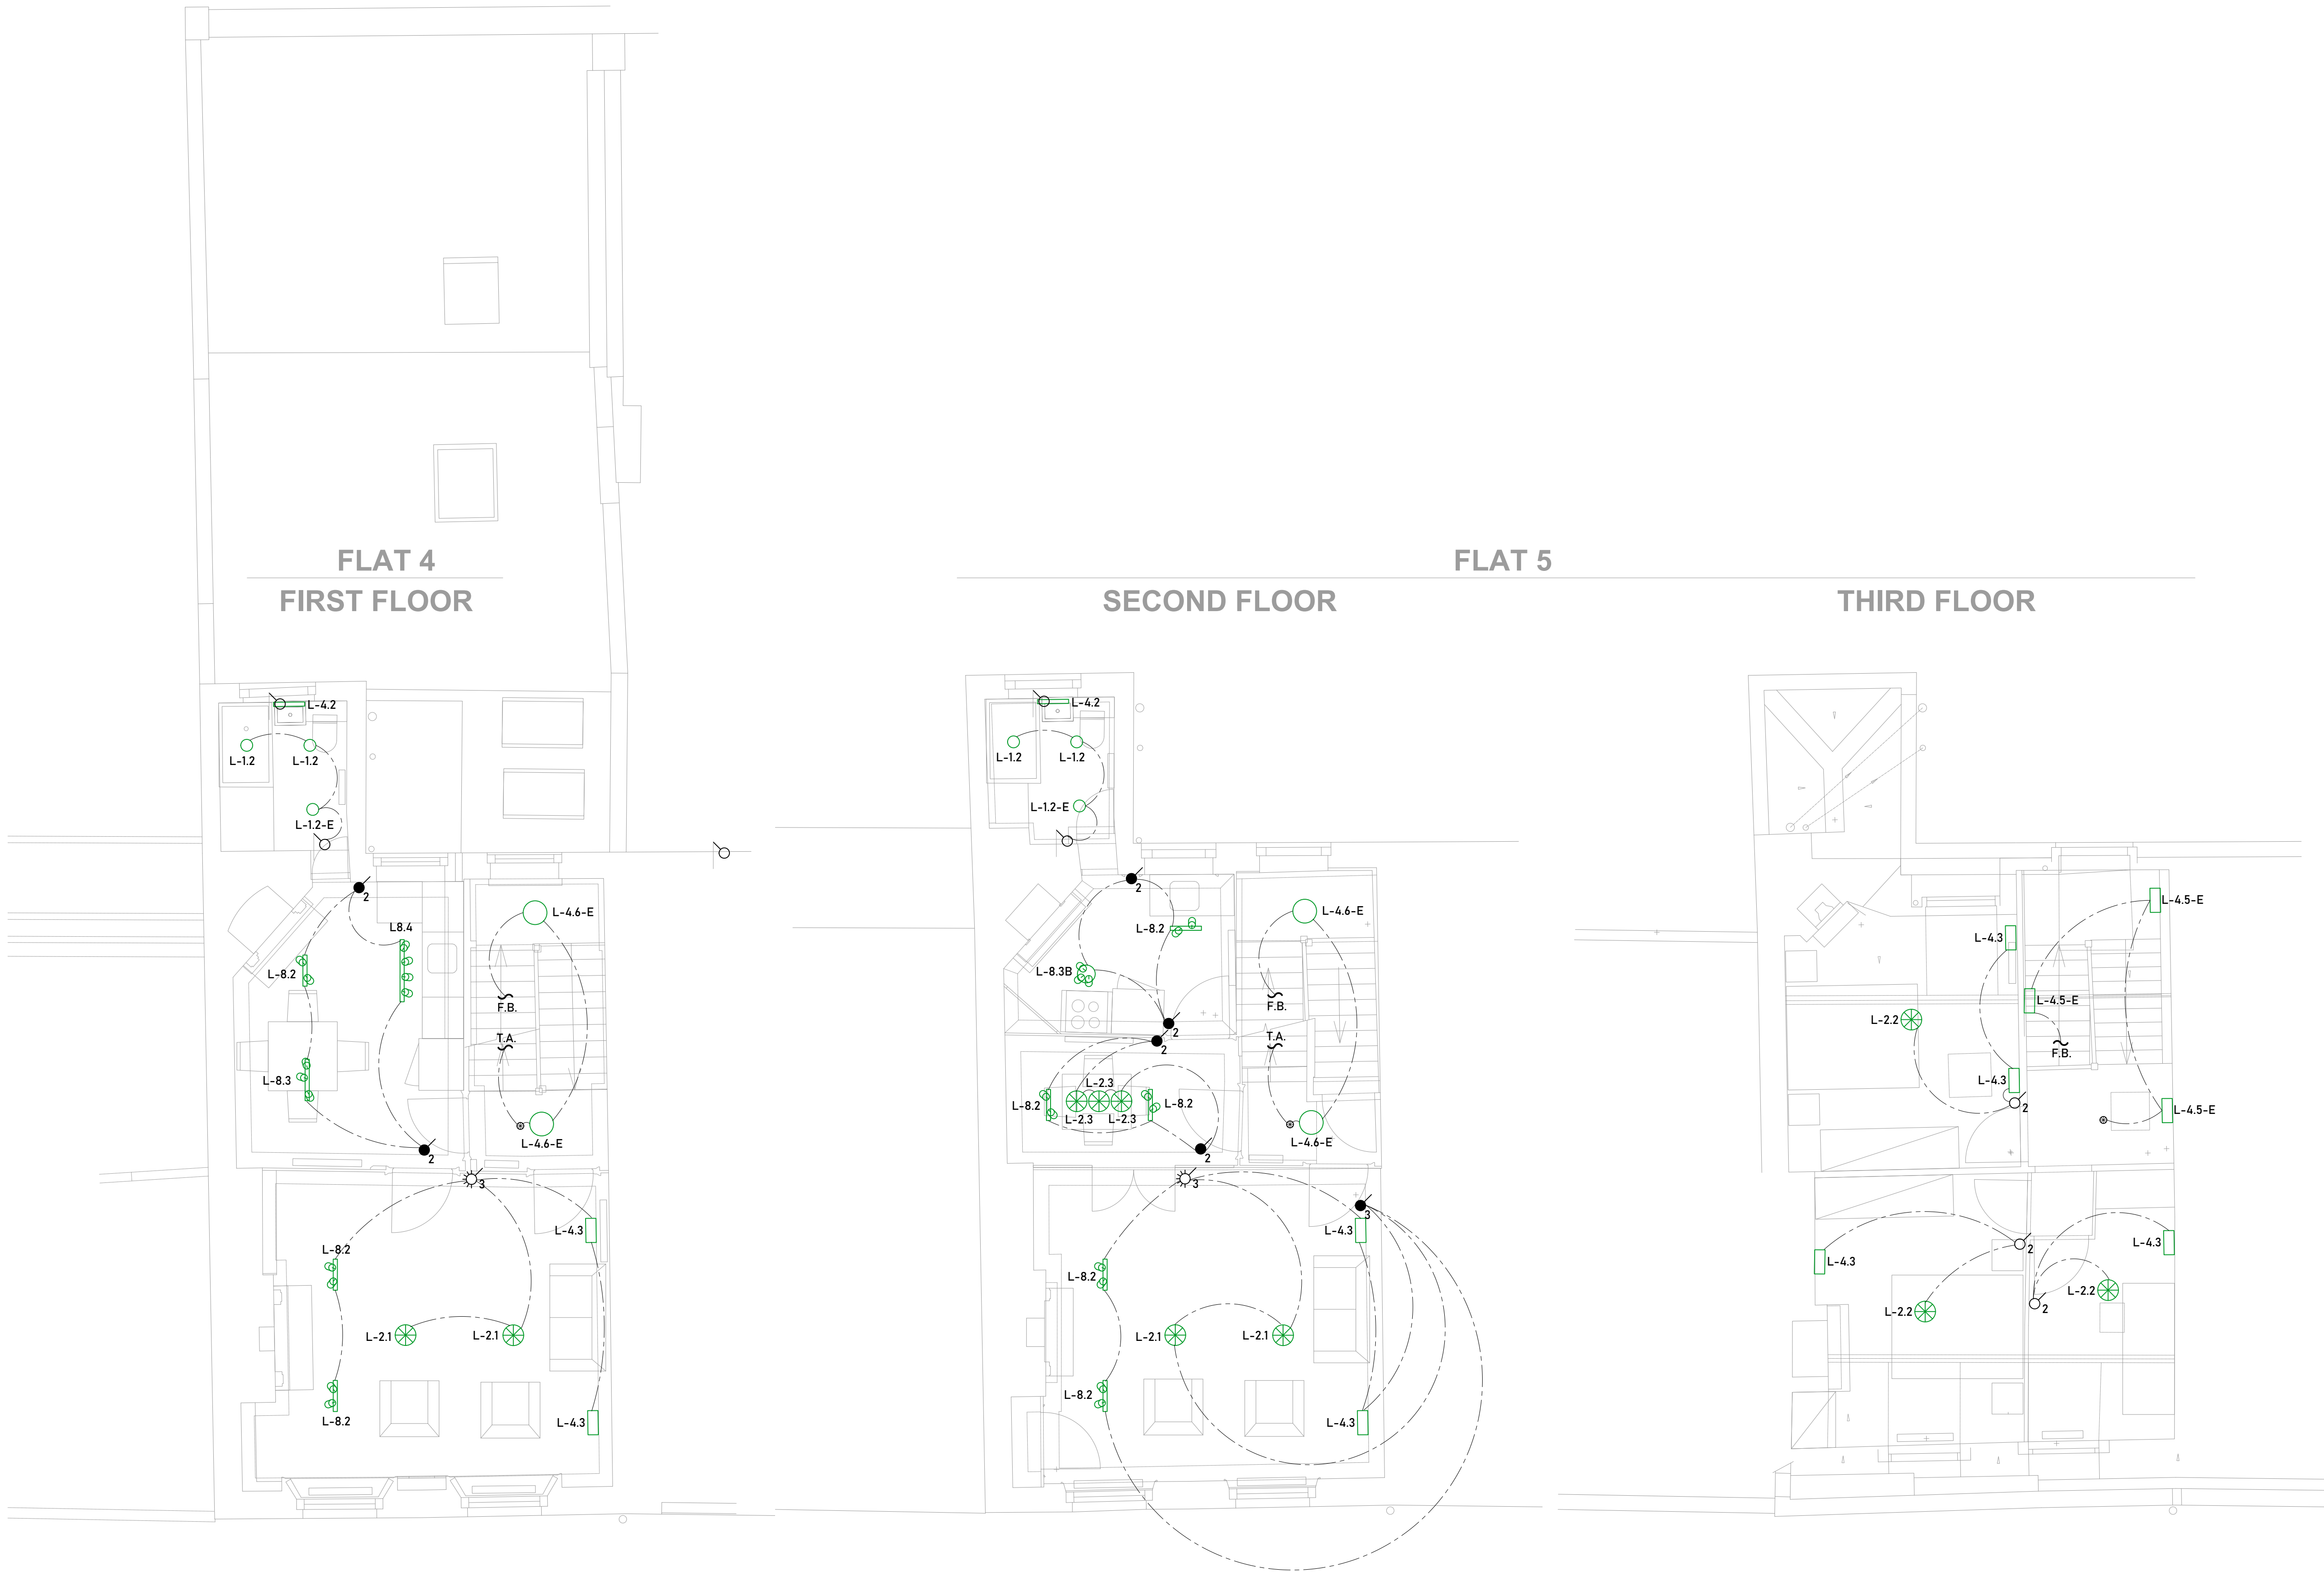 FLAT 4
FIRST FLOOR
L-4.2
L-1.2
L-1.2
L-1.2-E
2
L-4.6-E
L8.4
L-8.2
F.B.
T.A.
L-8.3
L-4.6-E
2
3
L-4.3
L-8.2
L-2.1
L-2.1
L-8.2
L-4.3
FLAT 5
SECOND FLOOR
L-4.2
L-1.2
L-1.2
L-1.2-E
2
L-4.6-E
L-8.2
L-8.3B
F.B.
2
T.A.
2
L-2.3
L-8.2
L-8.2
L-2.3
L-2.3
L-4.6-E
2
3
3
L-4.3
L-8.2
L-2.1
L-2.1
L-8.2
L-4.3
THIRD FLOOR
L-4.5-E
L-4.3
L-4.5-E
L-2.2
F.B.
L-4.3
2
L-4.5-E
2
L-4.3
L-4.3
L-2.2
L-2.2
2